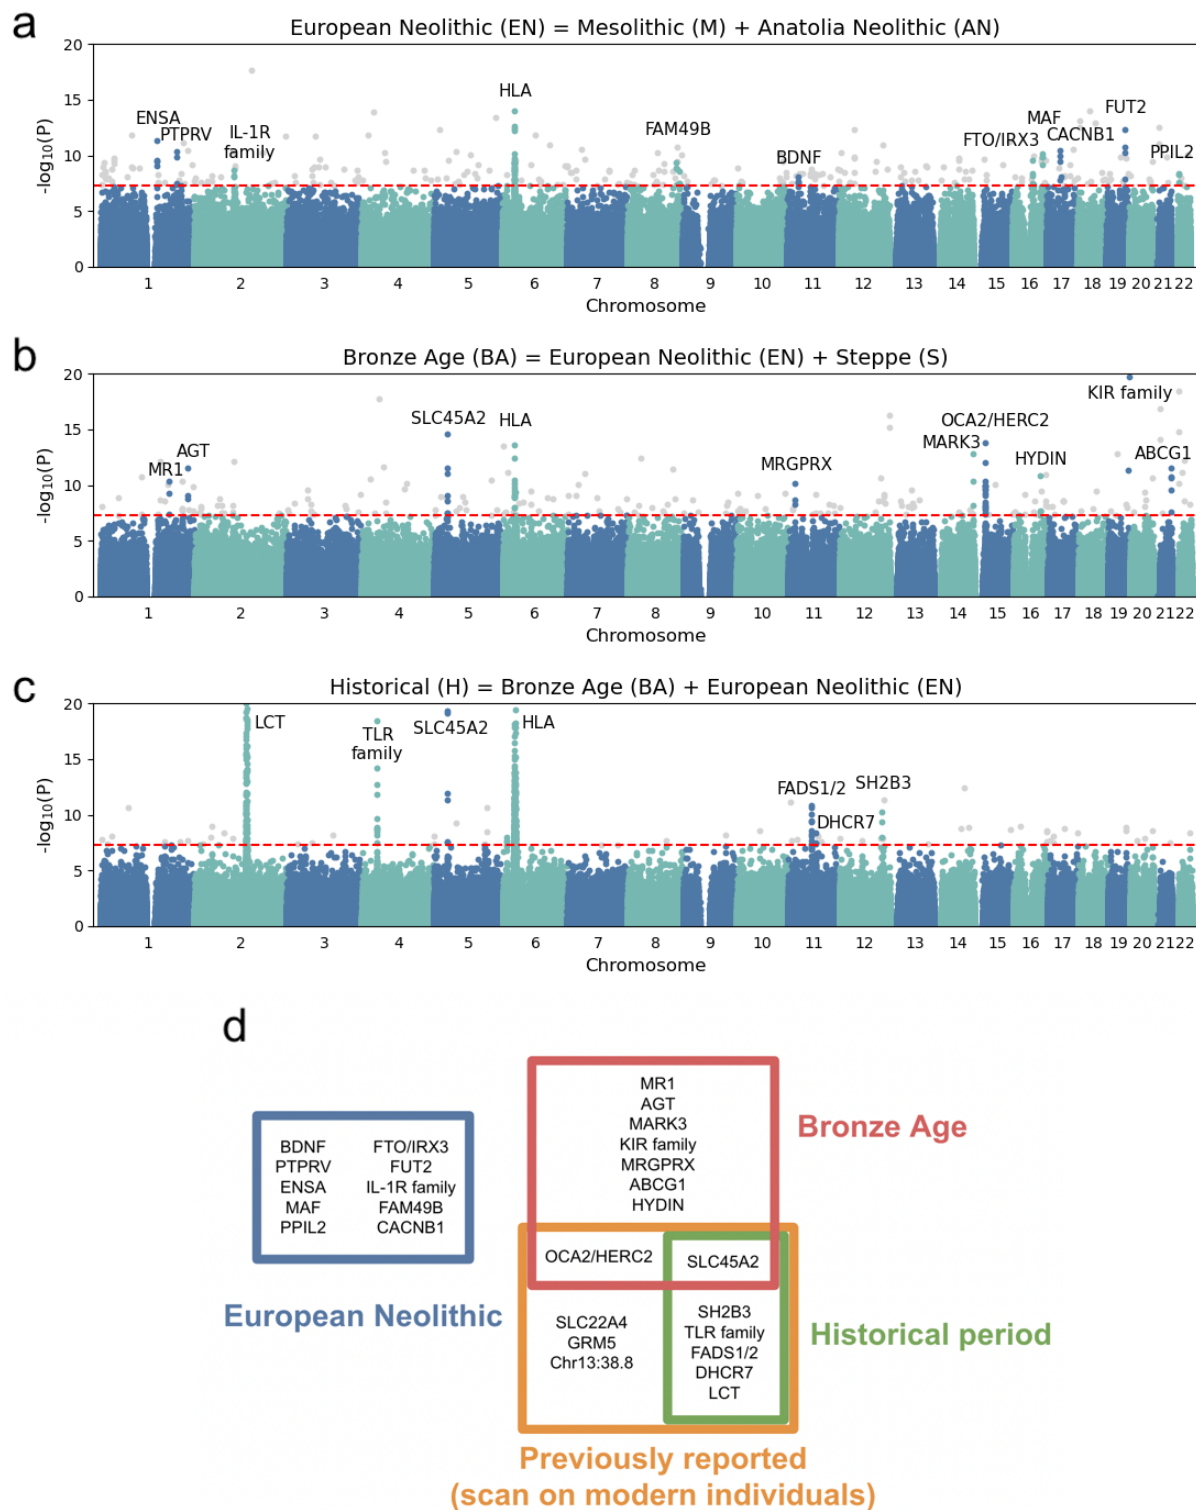 a
European Neolithic (EN) = Mesolithic (M) + Anatolia Neolithic (AN)
20
15
10
5
0
-log10(P)
ENSA
PTPRV
IL-1R
family
HLA
FAM49B
BDNF
FTO/IRX3
MAF
CACNB1
FUT2
PPIL2
1 2 3 4 5 6 7 8 9 10 11 12 13 14 15 16 17 18 19 20 21 22
Chromosome
b
Bronze Age (BA) = European Neolithic (EN) + Steppe (S)
20
15
10
5
0
-log10(P)
MR1
AGT
SLC45A2
HLA
MRGPRX
MARK3
OCA2/HERC2
HYDIN
KIR family
ABCG1
1 2 3 4 5 6 7 8 9 10 11 12 13 14 15 16 17 18 19 20 21 22
Chromosome
c
Historical (H) = Bronze Age (BA) + European Neolithic (EN)
20
15
10
5
0
-log10(P)
LCT
TLR
family
SLC45A2
HLA
FADS1/2
DHCR7
SH2B3
1 2 3 4 5 6 7 8 9 10 11 12 13 14 15 16 17 18 19 20 21 22
Chromosome
d
BDNF FTO/IRX3
PTPRV FUT2
ENSA IL-1R family
MAF FAM49B
PPIL2 CACNB1
European Neolithic
MR1
AGT
MARK3
KIR family
MRGPRX
ABCG1
HYDIN
Bronze Age
OCA2/HERC2
SLC45A2
SLC22A4
GRM5
Chr13:38.8
SH2B3
TLR family
FADS1/2
DHCR7
LCT
Historical period
Previously reported
(scan on modern individuals)